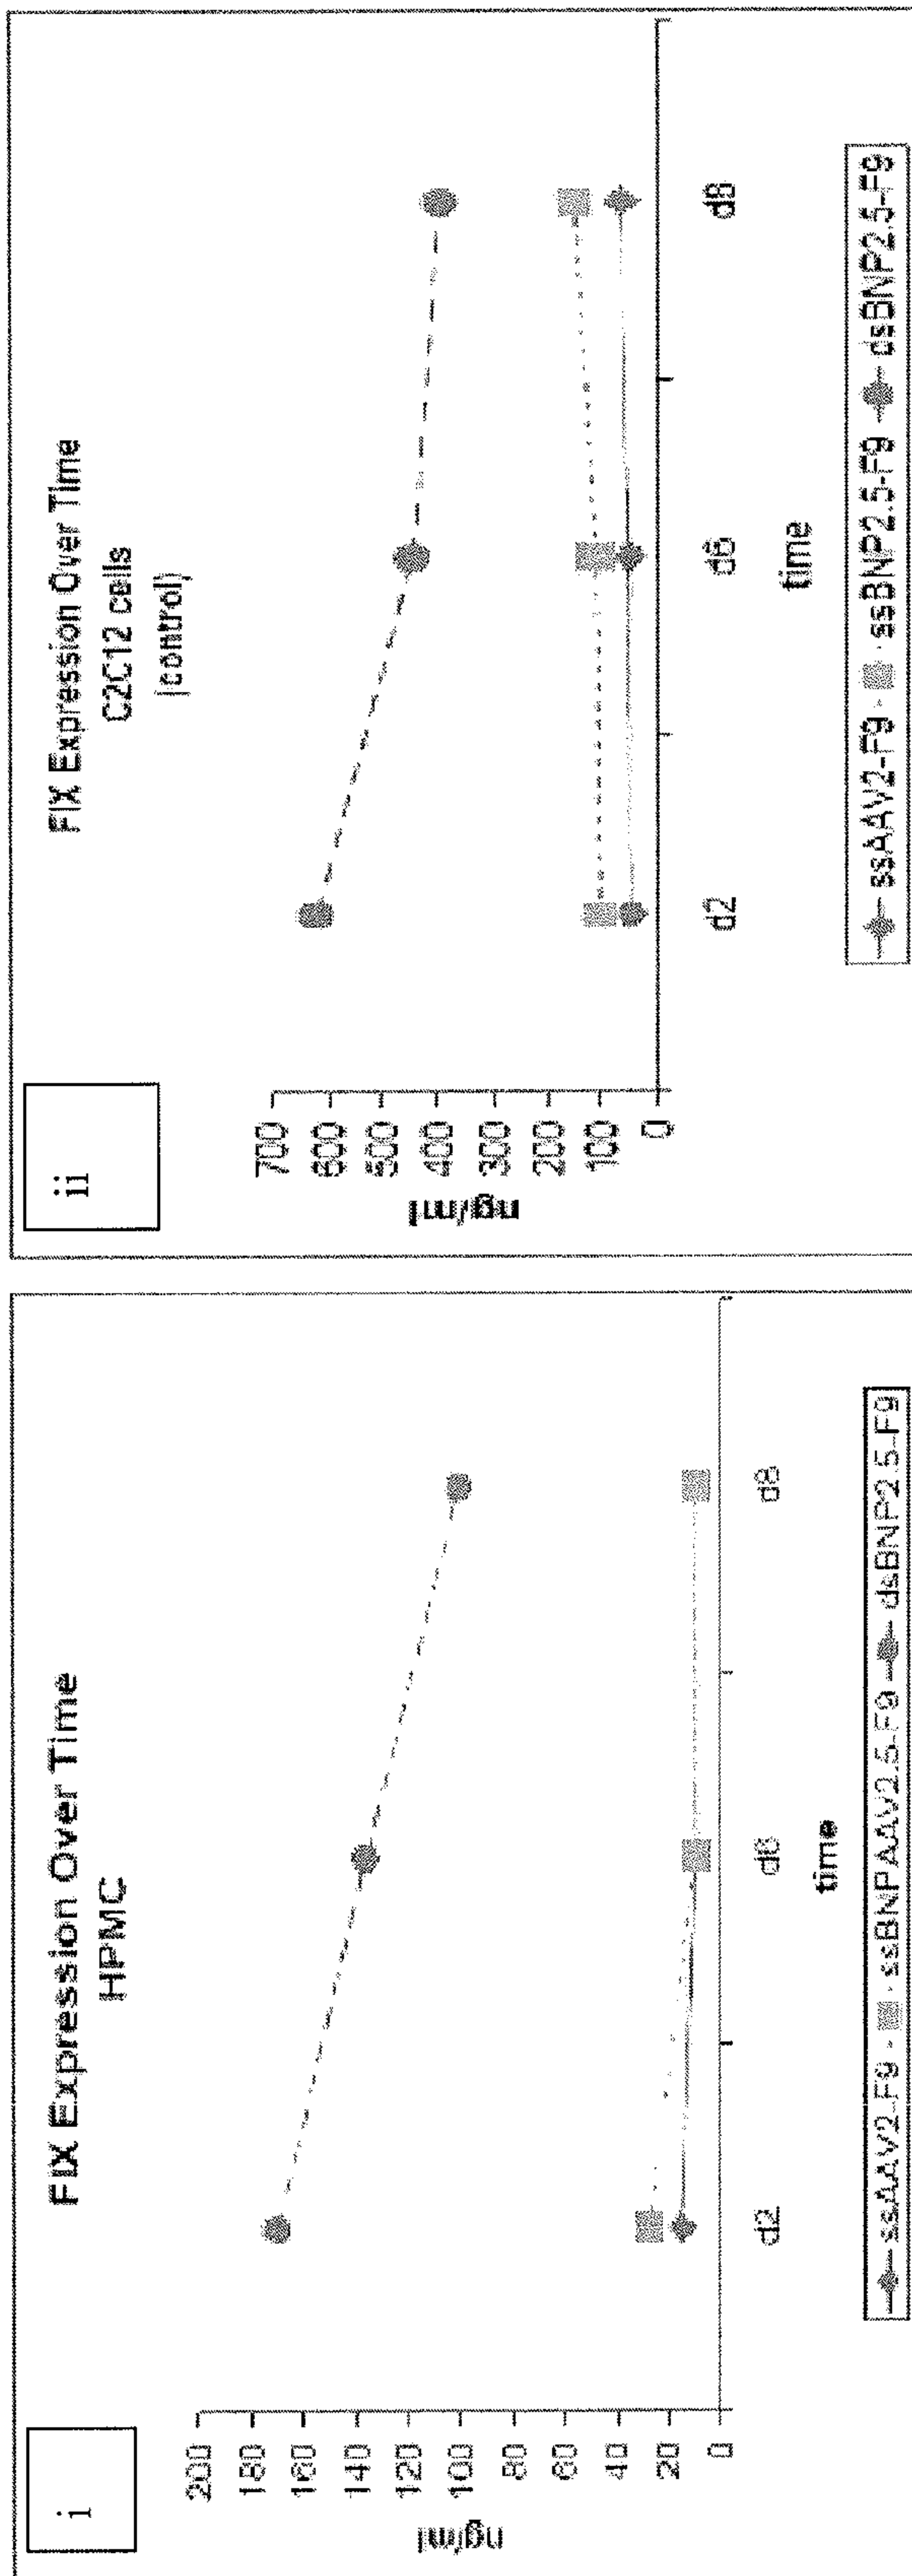 i
FIX Expression Over Time
HPMC
200
180
160
140
120
100
80
60
40
20
0
ng/ml
d2
d6
d8
time
ssAAV2-F9 ssBNPAAV2.5-F9 dsBNP2.5-F9
ii
FIX Expression Over Time
C2C12 cells
(control)
700
600
500
400
300
200
100
0
ng/ml
d2
d6
d8
time
ssAAV2-F9 ssBNP2.5-F9 dsBNP2.5-F9